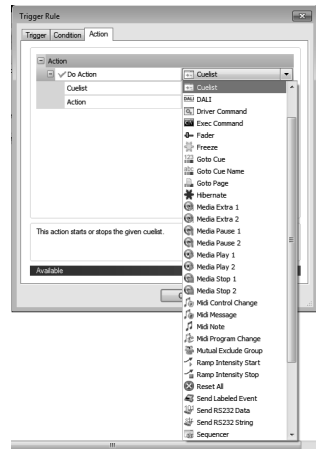 Trigger Rule
Trigger Condition Action
Action
Do Action Cuelist
Cuelist
Action
Cuelist
DALI
Driver Command
Exec Command
Fader
Freeze
Goto Cue
Goto Cue Name
Goto Page
Hibernate
Media Extra 1
Media Extra 2
Media Pause 1
Media Pause 2
Media Play 1
Media Play 2
Media Stop 1
Media Stop 2
Midi Control Change
Midi Message
Midi Note
Midi Program Change
Mutual Exclude Group
Ramp Intensity Start
Ramp Intensity Stop
Reset All
Send Labeled Event
Send RS232 Data
Send RS232 String
Sequencer
This action starts or stops the given cuelist.
Available